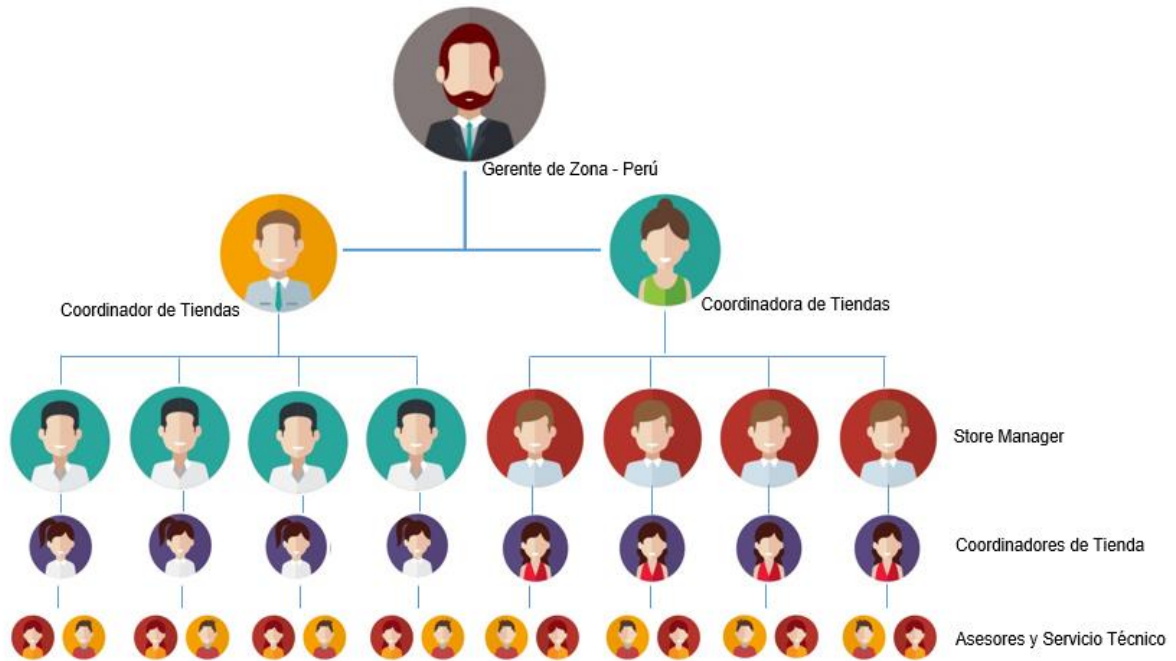 Gerente de Zona - Perú
Coordinador de Tiendas
Coordinadora de Tiendas
Store Manager
Coordinadores de Tienda
Asesores y Servicio Técnico